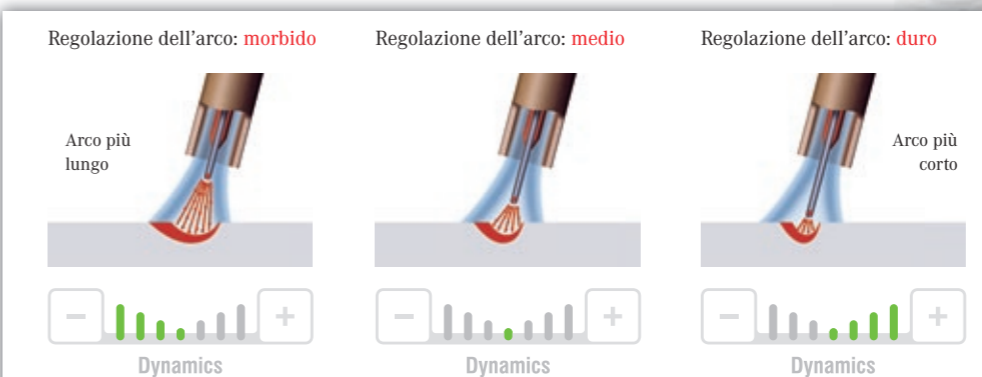 Regolazione dell'arco: morbido
Regolazione dell'arco: medio
Regolazione dell'arco: duro
Arco più
lungo
Arco più
corto
− +
− +
− +
Dynamics
Dynamics
Dynamics